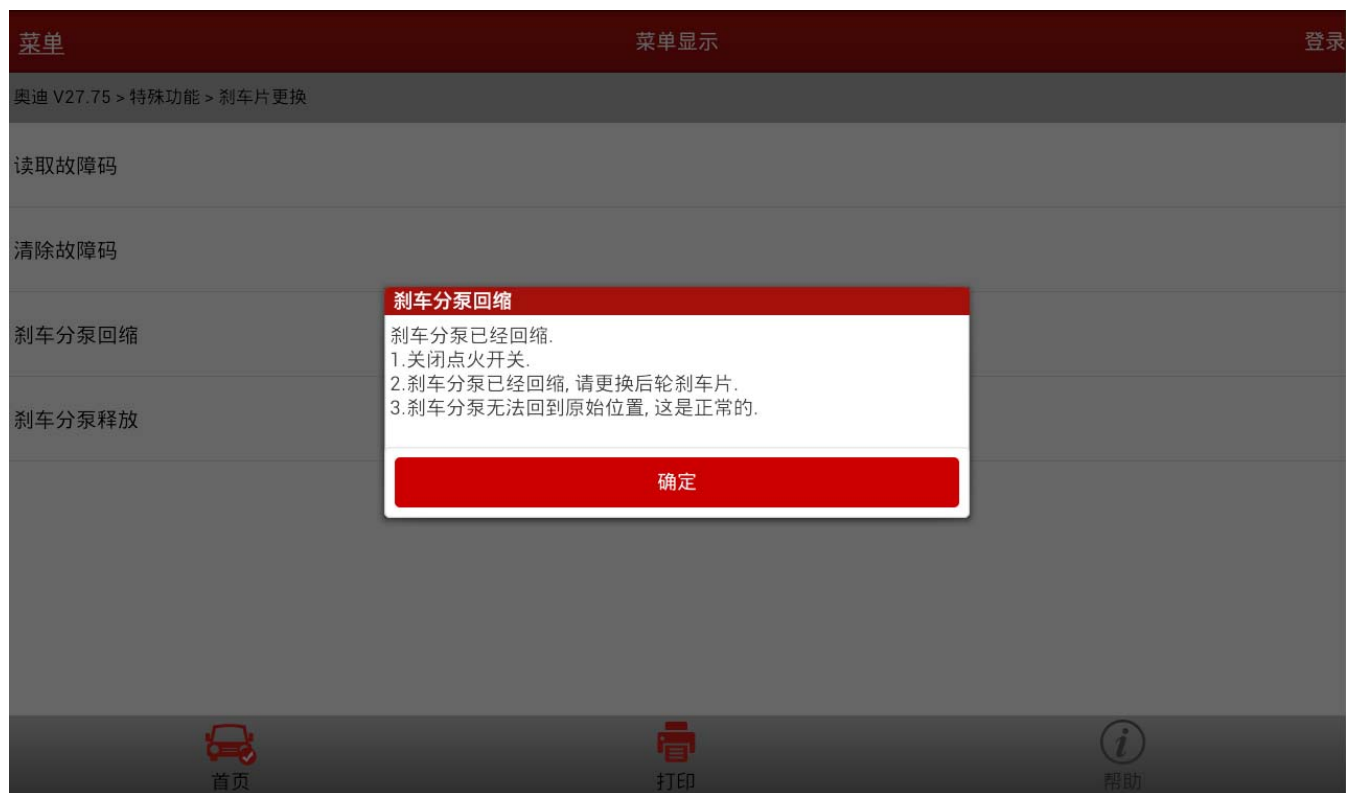 菜单
菜单显示
登录
奥迪 V27.75 > 特殊功能 > 刹车片更换
读取故障码
清除故障码
刹车分泵回缩
刹车分泵释放
刹车分泵回缩
刹车分泵已经回缩.
1.关闭点火开关.
2.刹车分泵已经回缩, 请更换后轮刹车片.
3.刹车分泵无法回到原始位置, 这是正常的.
确定
首页
打印
帮助